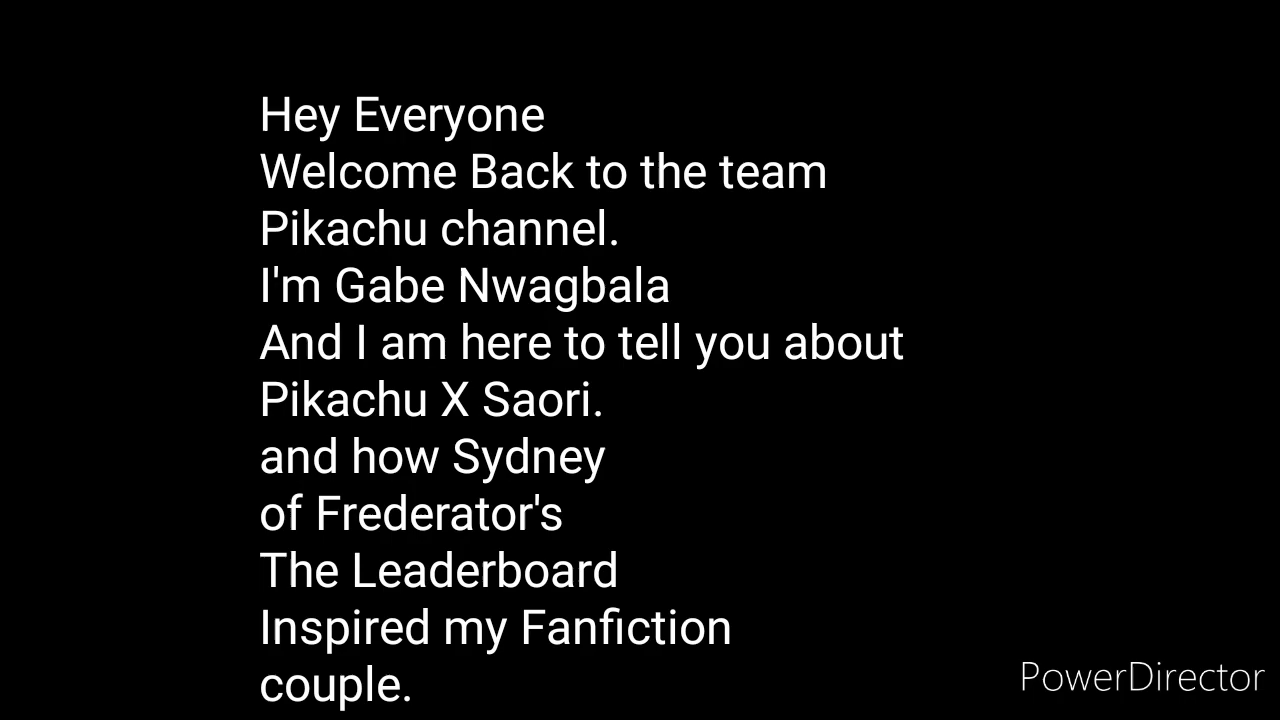 Hey Everyone
Welcome Back to the team
Pikachu channel.
I'm Gabe Nwagbala
And I am here to tell you about
Pikachu X Saori.
and how Sydney
of Frederator's
The Leaderboard
Inspired my Fanfiction
couple.
PowerDirector